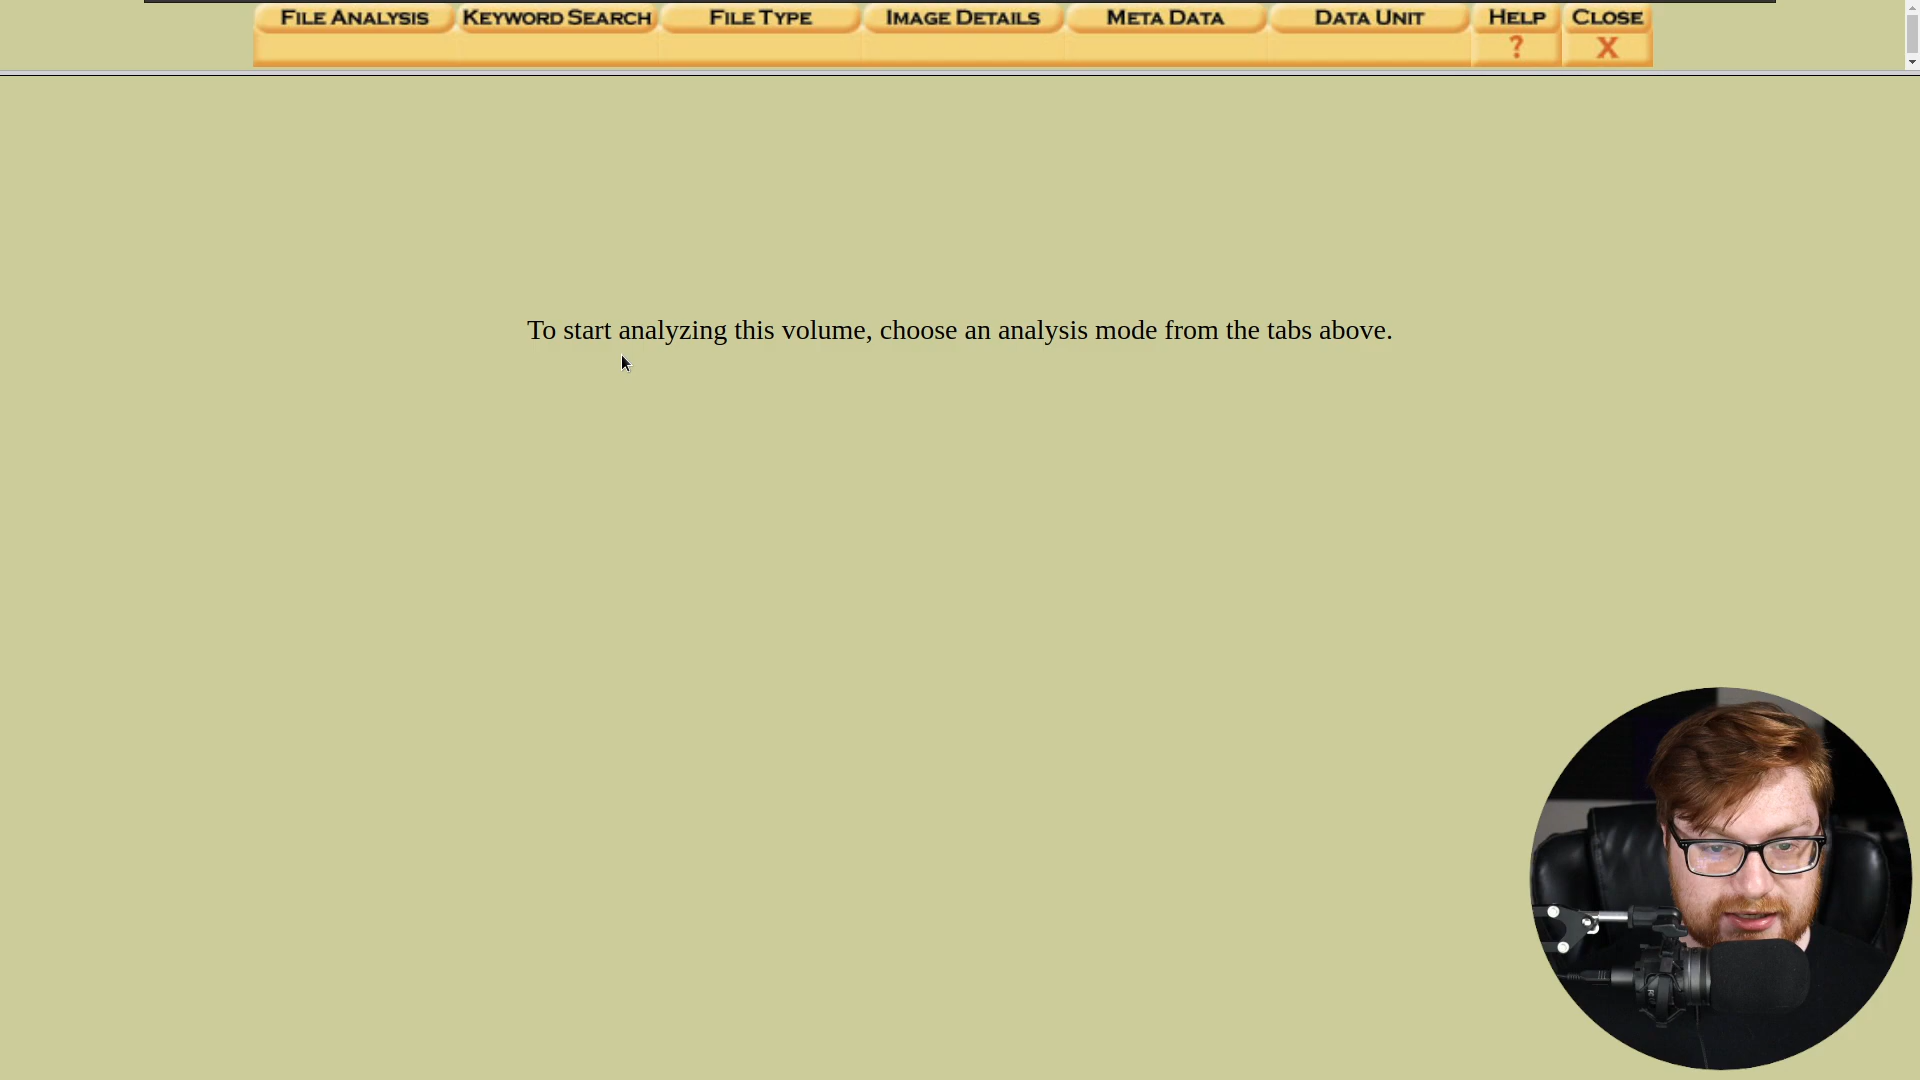 FILE ANALYSIS KEYWORD SEARCH FILE TYPE IMAGE DETAILS META DATA DATA UNIT HELP CLOSE
? X
To start analyzing this volume, choose an analysis mode from the tabs above.